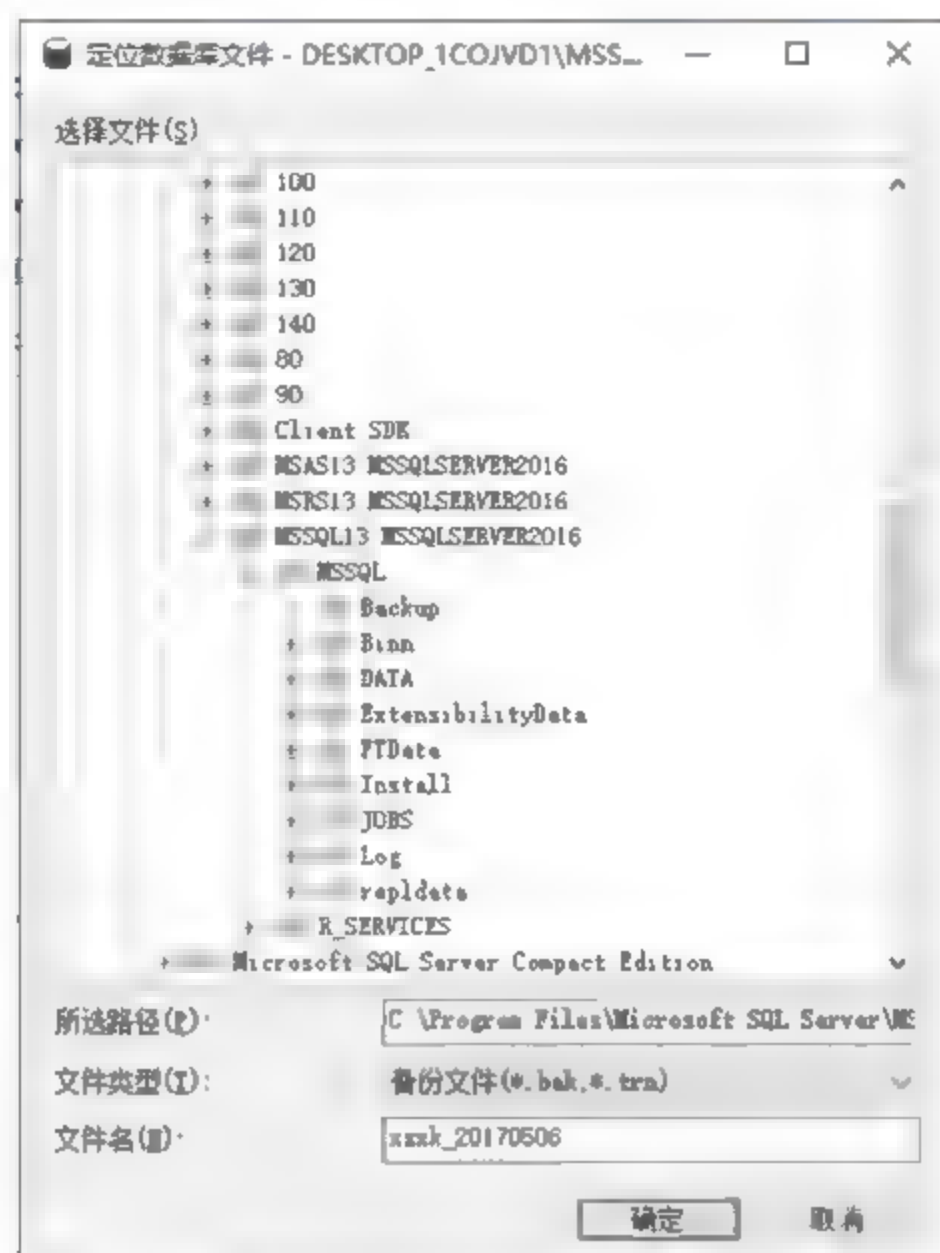 定位数据库文件 - DESKTOP_1COJVD1\MSS...
选择文件(S)
100
110
120
130
140
80
90
Client SDK
MSAS13 MSSQLSERVER2016
MSRS13 MSSQLSERVER2016
MSSQL13 MSSQLSERVER2016
MSSQL
Backup
Binn
DATA
ExtensibilityData
FTData
Install
JOBS
Log
repldata
R_SERVICES
Microsoft SQL Server Compact Edition
所选路径(P): C \Program Files\Microsoft SQL Server\MS
文件类型(T): 备份文件(*.bak,*.trn)
文件名(N): xsxk_20170506
确定 取消